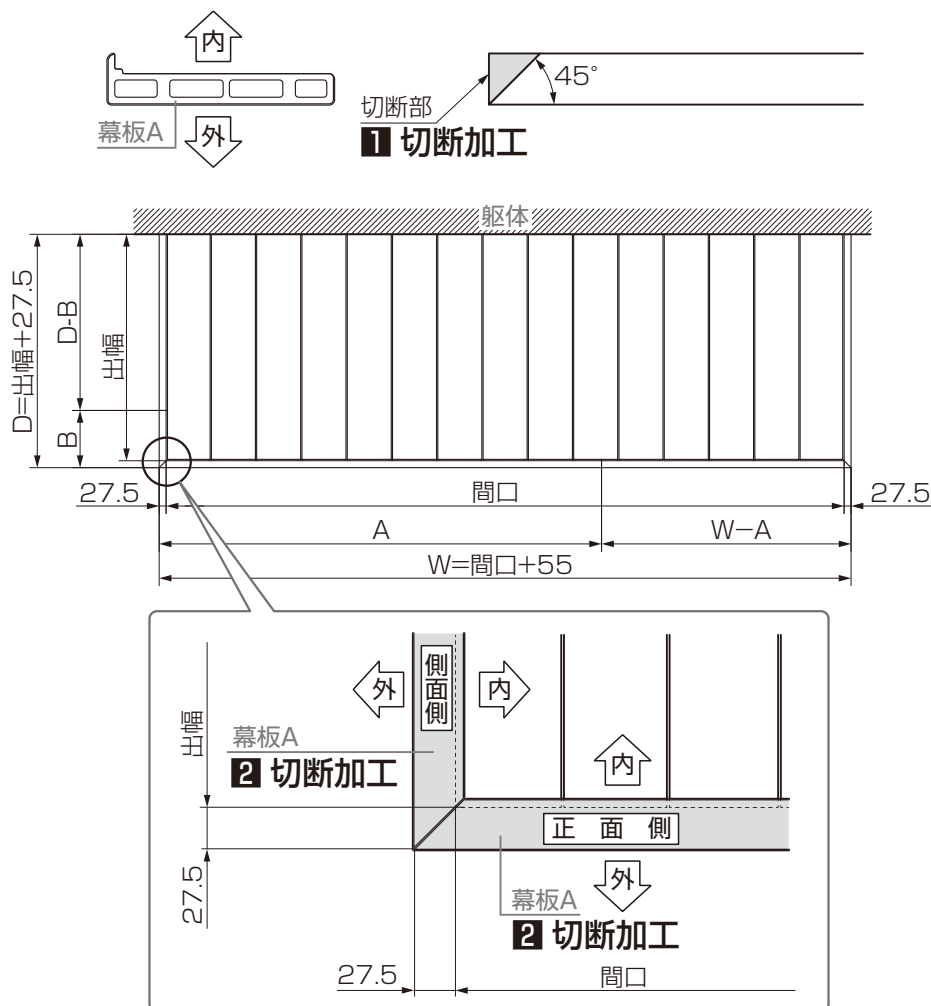 内
幕板A
外
45°
切断部
1 切断加工
躯体
D=出幅+27.5
D-B
出幅
B
27.5
間口
27.5
A
W−A
W=間口+55
外
側面側
内
出幅
幕板A
2 切断加工
内
正面側
27.5
外
幕板A
2 切断加工
27.5
間口